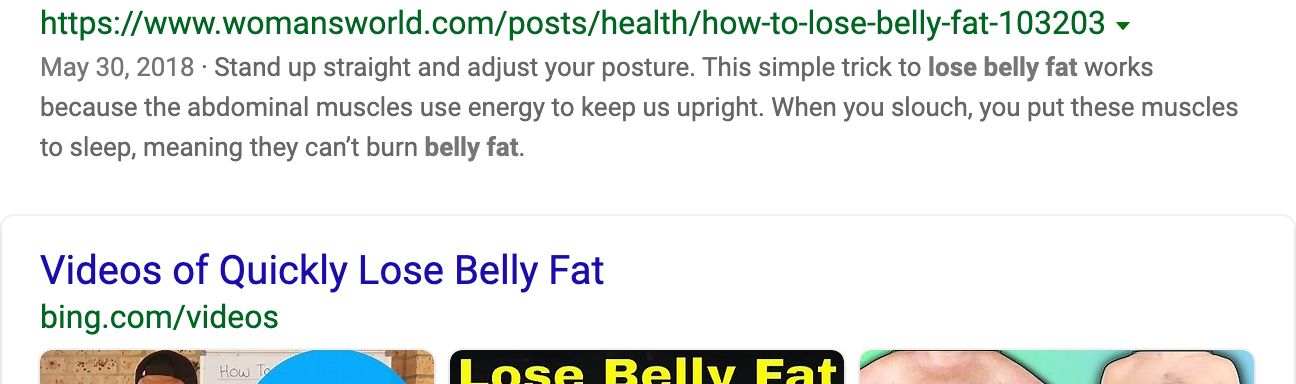 https://www.womansworld.com/posts/health/how-to-lose-belly-fat-103203
May 30, 2018 · Stand up straight and adjust your posture. This simple trick to lose belly fat works
because the abdominal muscles use energy to keep us upright. When you slouch, you put these muscles
to sleep, meaning they can’t burn belly fat.
Videos of Quickly Lose Belly Fat
bing.com/videos
How To
Lose Belly Fat